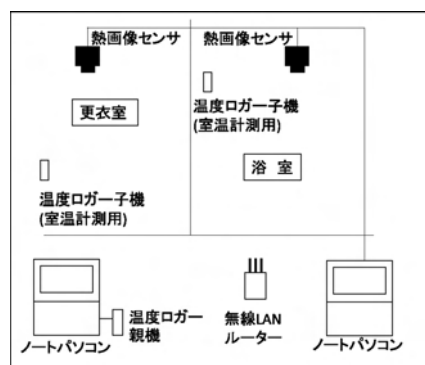 熱画像センサ
熱画像センサ
更衣室
温度ロガー子機
(室温計測用)
浴 室
温度ロガー子機
(室温計測用)
ノートパソコン
温度ロガー
親機
無線LAN
ルーター
ノートパソコン